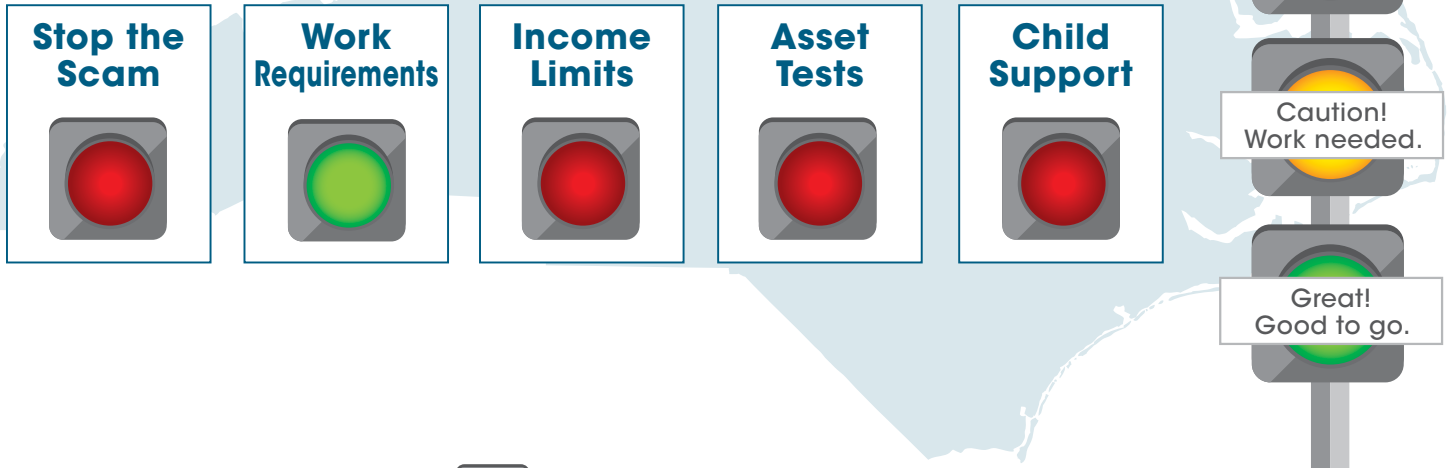 Stop the
Scam
Work
Requirements
Income
Limits
Asset
Tests
Child
Support
Caution!
Work needed.
Great!
Good to go.